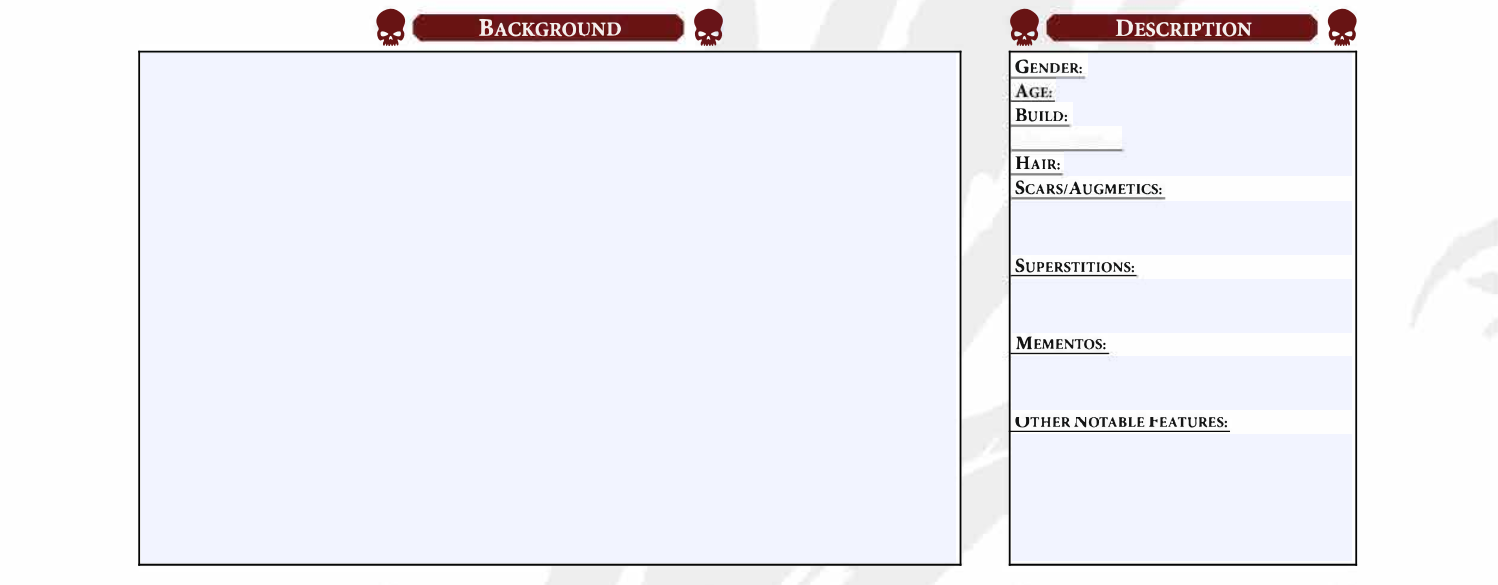 BACKGROUND
DESCRIPTION
GENDER:
AGE:
BUILD:
HAIR:
SCARS/AUGMETICS:
SUPERSTITIONS:
MEMENTOS:
OTHER NOTABLE FEATURES: